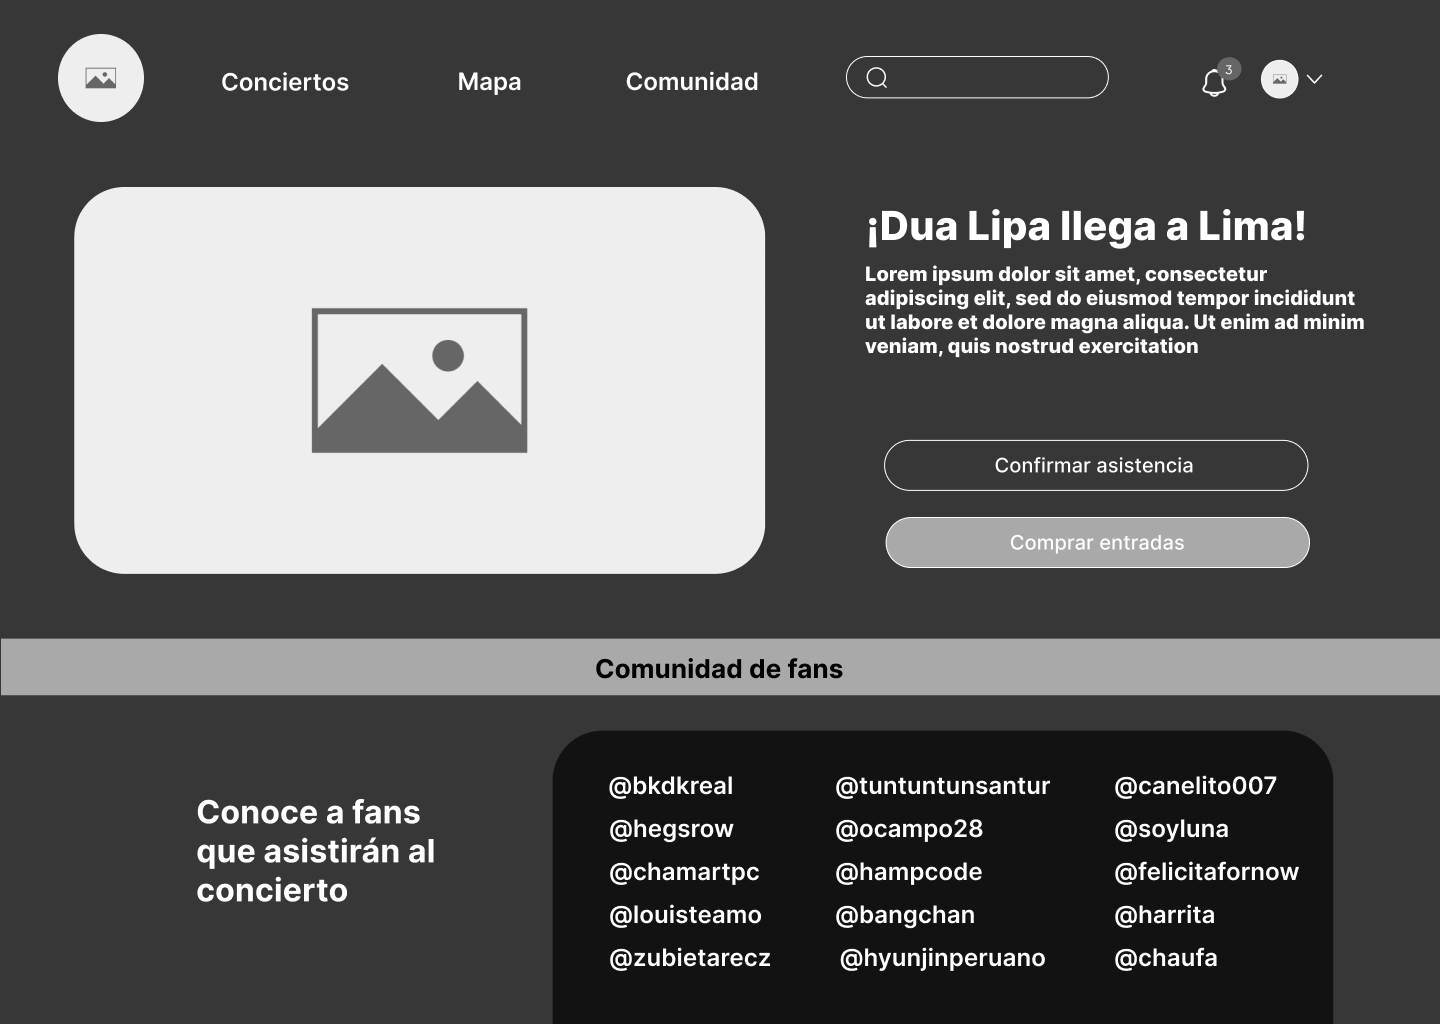 Conciertos
Mapa
Comunidad
3
¡Dua Lipa llega a Lima!
Lorem ipsum dolor sit amet, consectetur
adipiscing elit, sed do eiusmod tempor incididunt
ut labore et dolore magna aliqua. Ut enim ad minim
veniam, quis nostrud exercitation
Confirmar asistencia
Comprar entradas
Comunidad de fans
Conoce a fans
que asistirán al
concierto
@bkdkreal
@hegsrow
@chamartpc
@louisteamo
@zubietarecz
@tuntuntunsantur
@ocampo28
@hampcode
@bangchan
@hyunjinperuano
@canelito007
@soyluna
@felicitafornow
@harrita
@chaufa